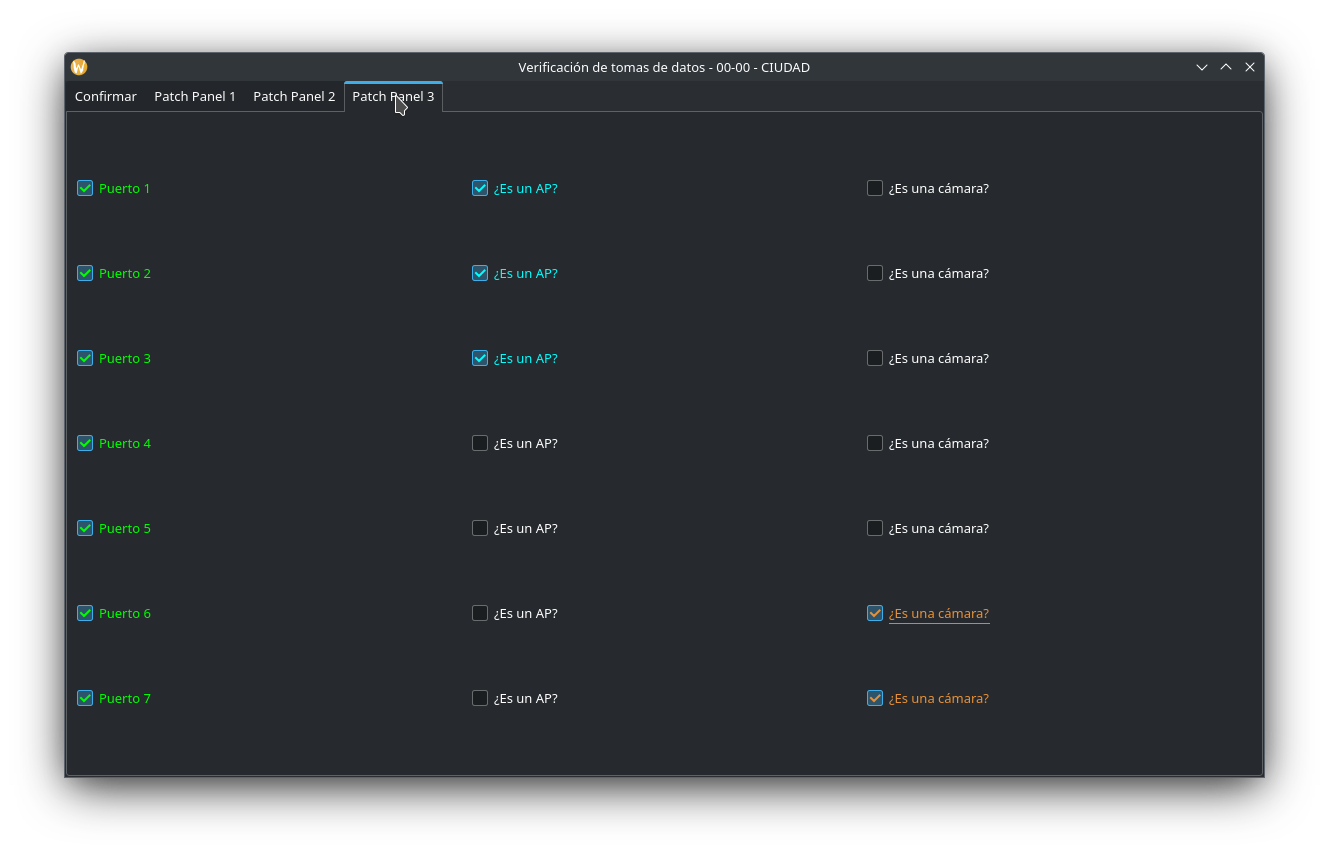 Verificación de tomas de datos - 00-00 - CIUDAD
Confirmar Patch Panel 1 Patch Panel 2 Patch Panel 3
Puerto 1 ¿Es un AP? ¿Es una cámara?
Puerto 2 ¿Es un AP? ¿Es una cámara?
Puerto 3 ¿Es un AP? ¿Es una cámara?
Puerto 4 ¿Es un AP? ¿Es una cámara?
Puerto 5 ¿Es un AP? ¿Es una cámara?
Puerto 6 ¿Es un AP? ¿Es una cámara?
Puerto 7 ¿Es un AP? ¿Es una cámara?